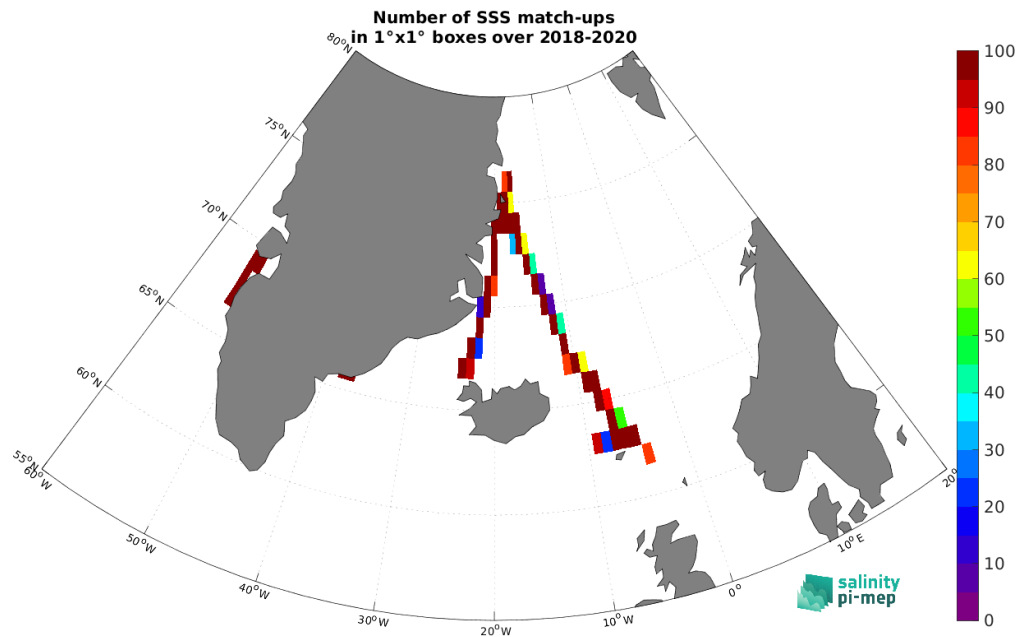 Number of SSS match-ups
in 1°x1° boxes over 2018-2020
80°N
75°N
70°N
65°N
60°N
55°N
60°W
50°W
40°W
30°W
20°W
10°W
0°
10°E
20°
100
90
80
70
60
50
40
30
20
10
0
salinity
pi-mep